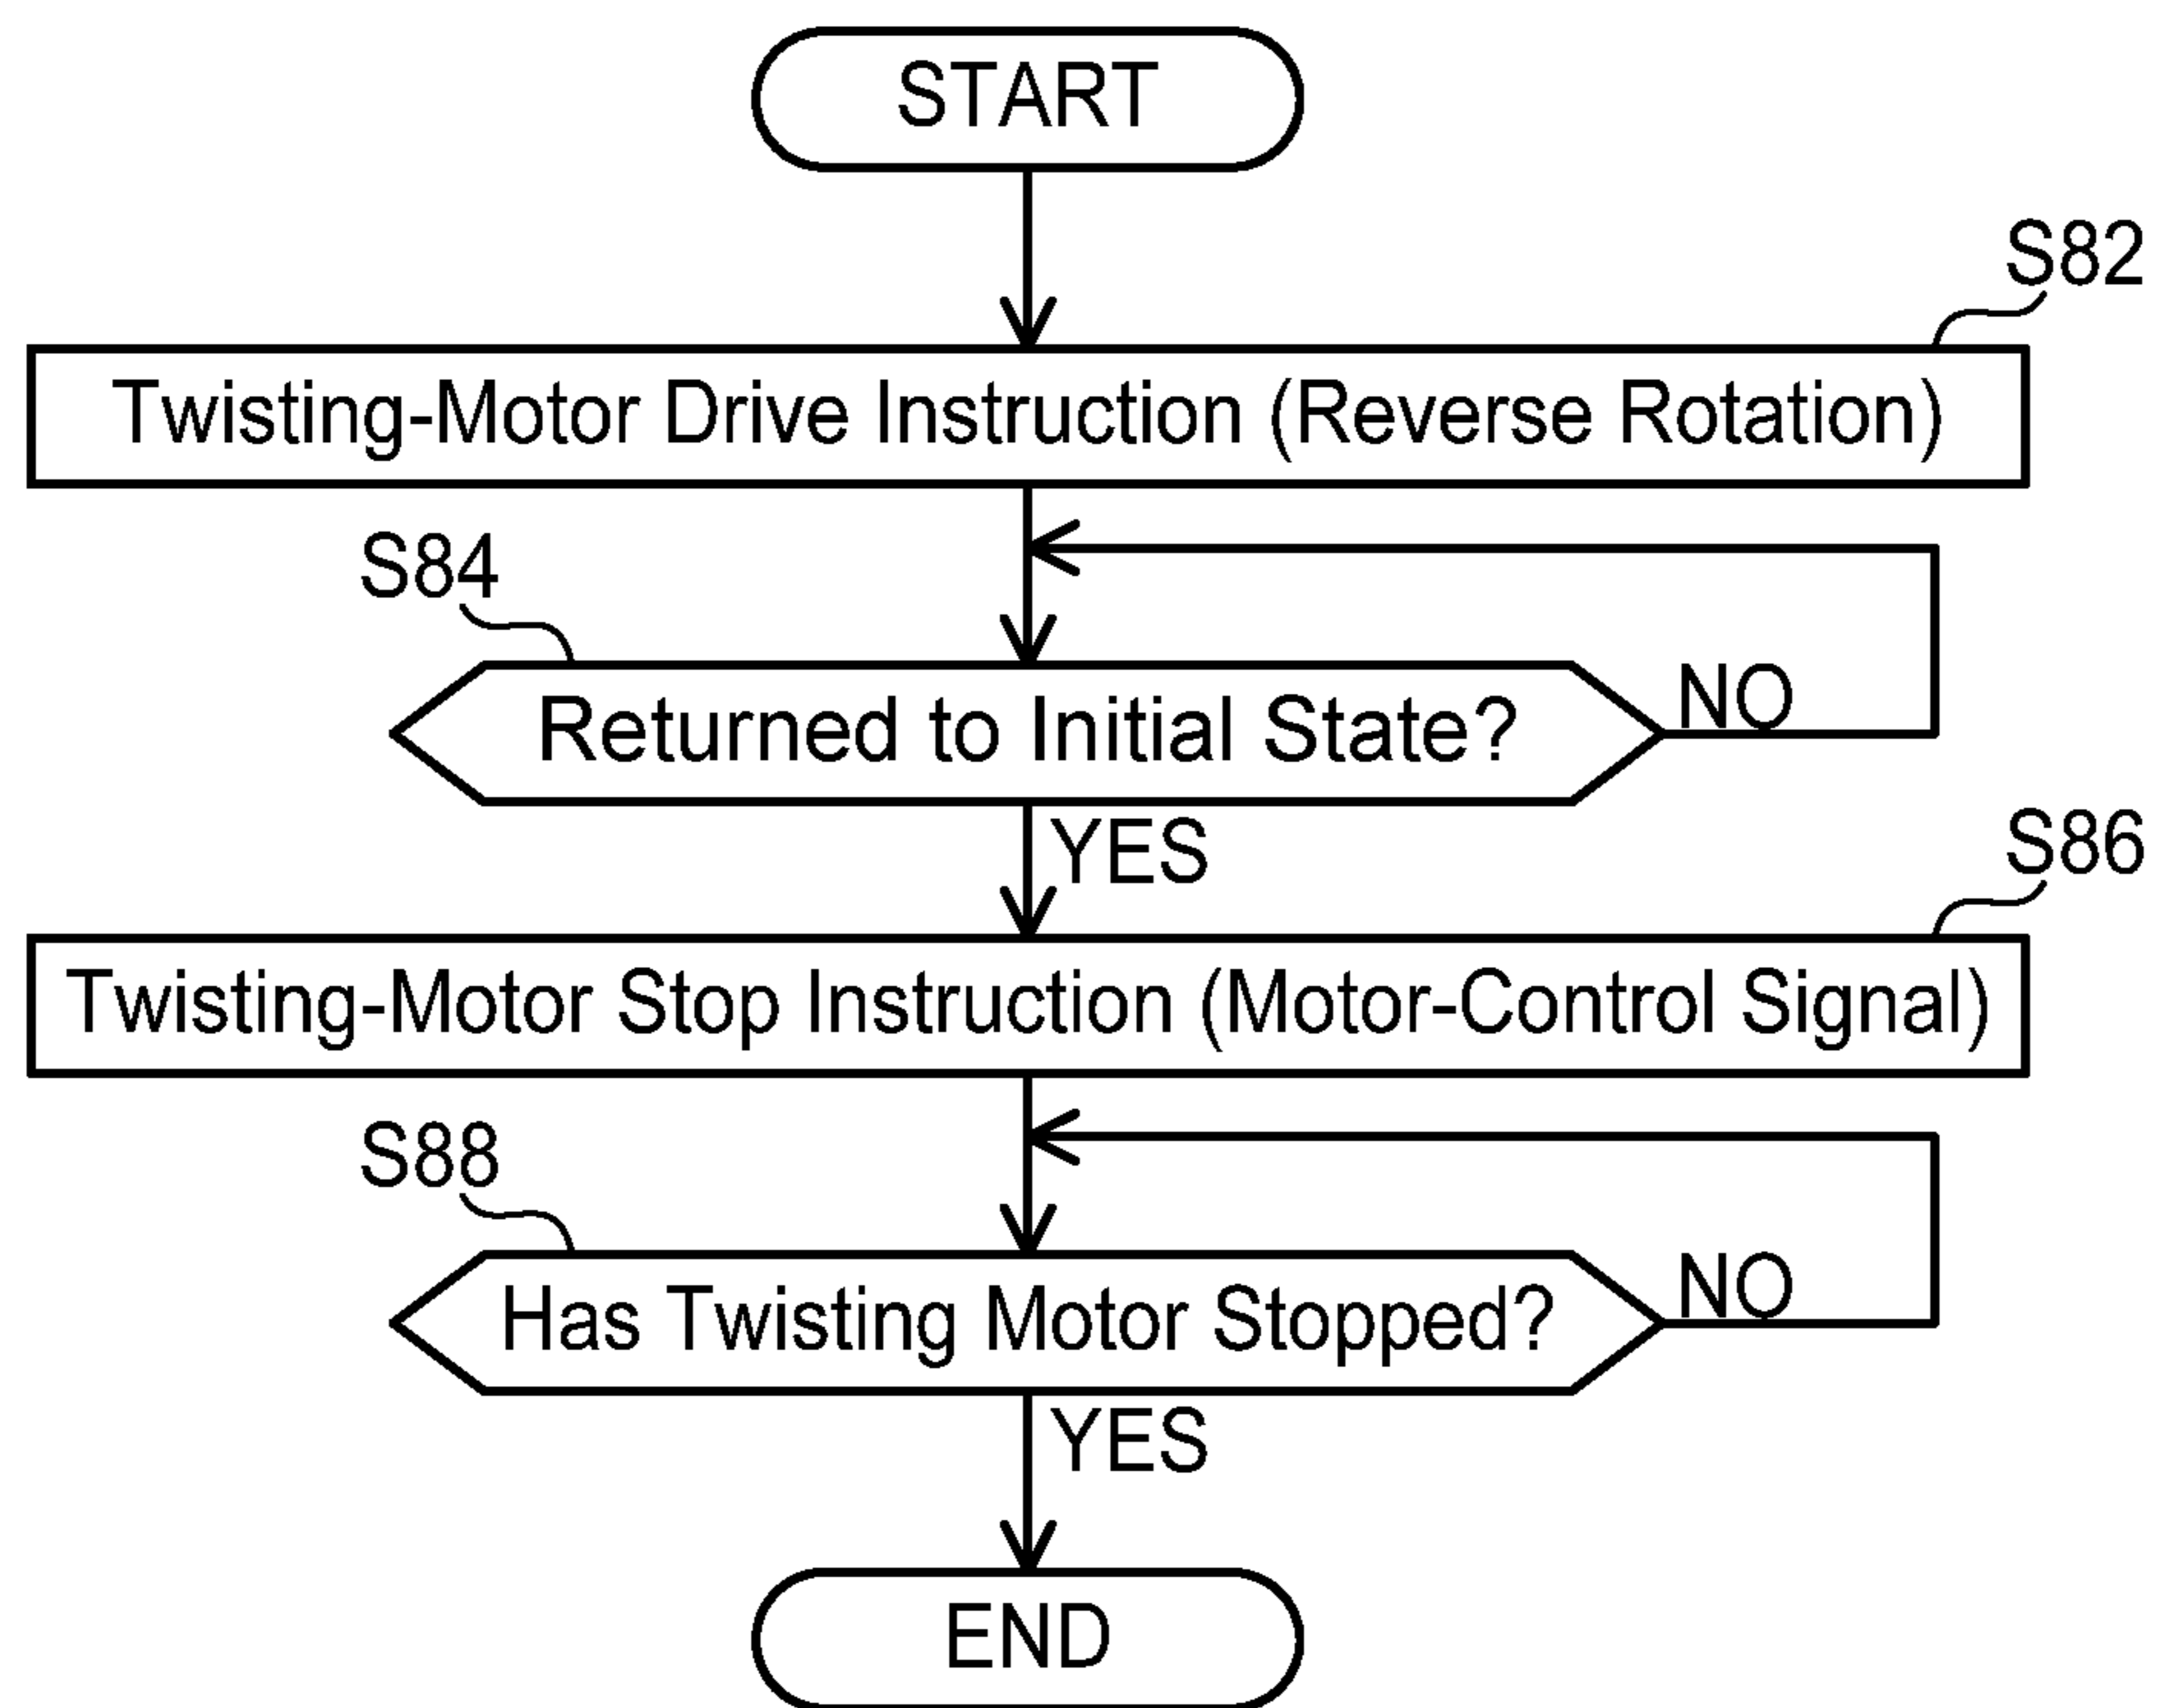 START
S82
Twisting-Motor Drive Instruction (Reverse Rotation)
S84
Returned to Initial State?
NO
YES
S86
Twisting-Motor Stop Instruction (Motor-Control Signal)
S88
Has Twisting Motor Stopped?
NO
YES
END